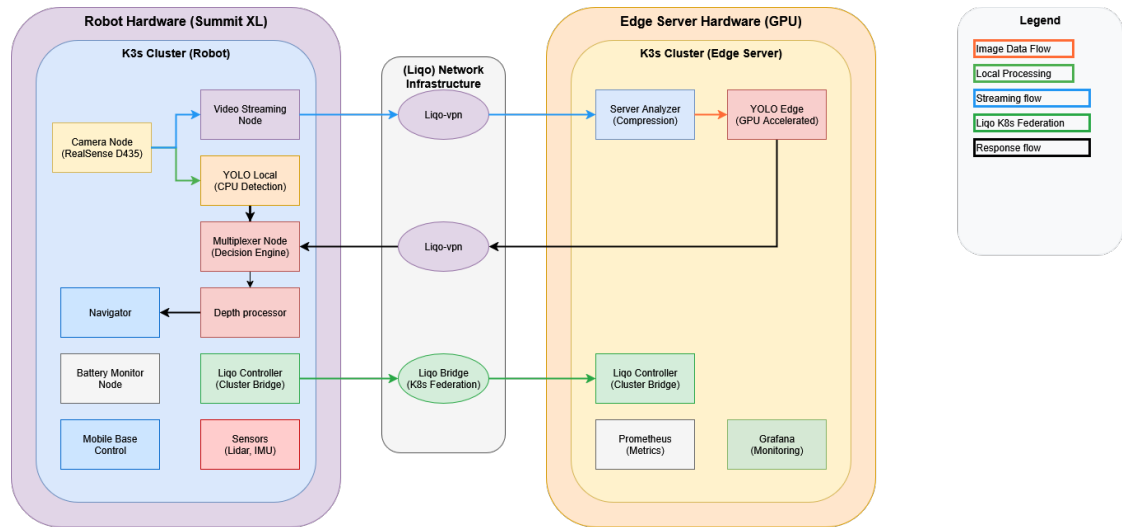 Robot Hardware (Summit XL)
K3s Cluster (Robot)
Camera Node
(RealSense D435)
Video Streaming
Node
YOLO Local
(CPU Detection)
Multiplexer Node
(Decision Engine)
Navigator
Depth processor
Battery Monitor
Node
Liqo Controller
(Cluster Bridge)
Mobile Base
Control
Sensors
(Lidar, IMU)
(Liqo) Network
Infrastructure
Liqo-vpn
Liqo-vpn
Liqo Bridge
(K8s Federation)
Edge Server Hardware (GPU)
K3s Cluster (Edge Server)
Server Analyzer
(Compression)
YOLO Edge
(GPU Accelerated)
Liqo Controller
(Cluster Bridge)
Prometheus
(Metrics)
Grafana
(Monitoring)
Legend
Image Data Flow
Local Processing
Streaming flow
Liqo K8s Federation
Response flow